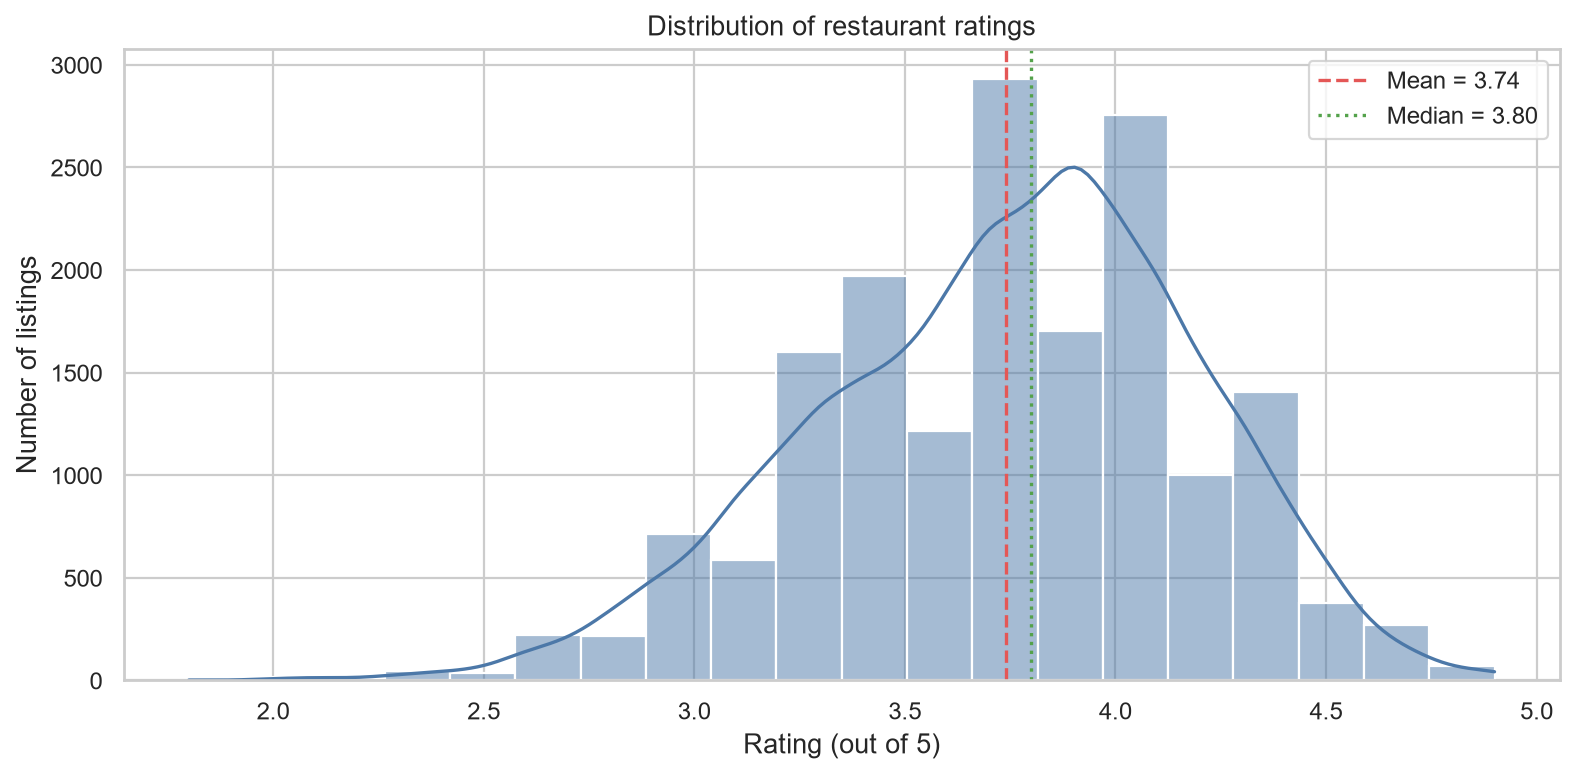 Distribution of restaurant ratings
Mean = 3.74
Median = 3.80
Number of listings
3000
2500
2000
1500
1000
500
0
2.0 2.5 3.0 3.5 4.0 4.5 5.0
Rating (out of 5)